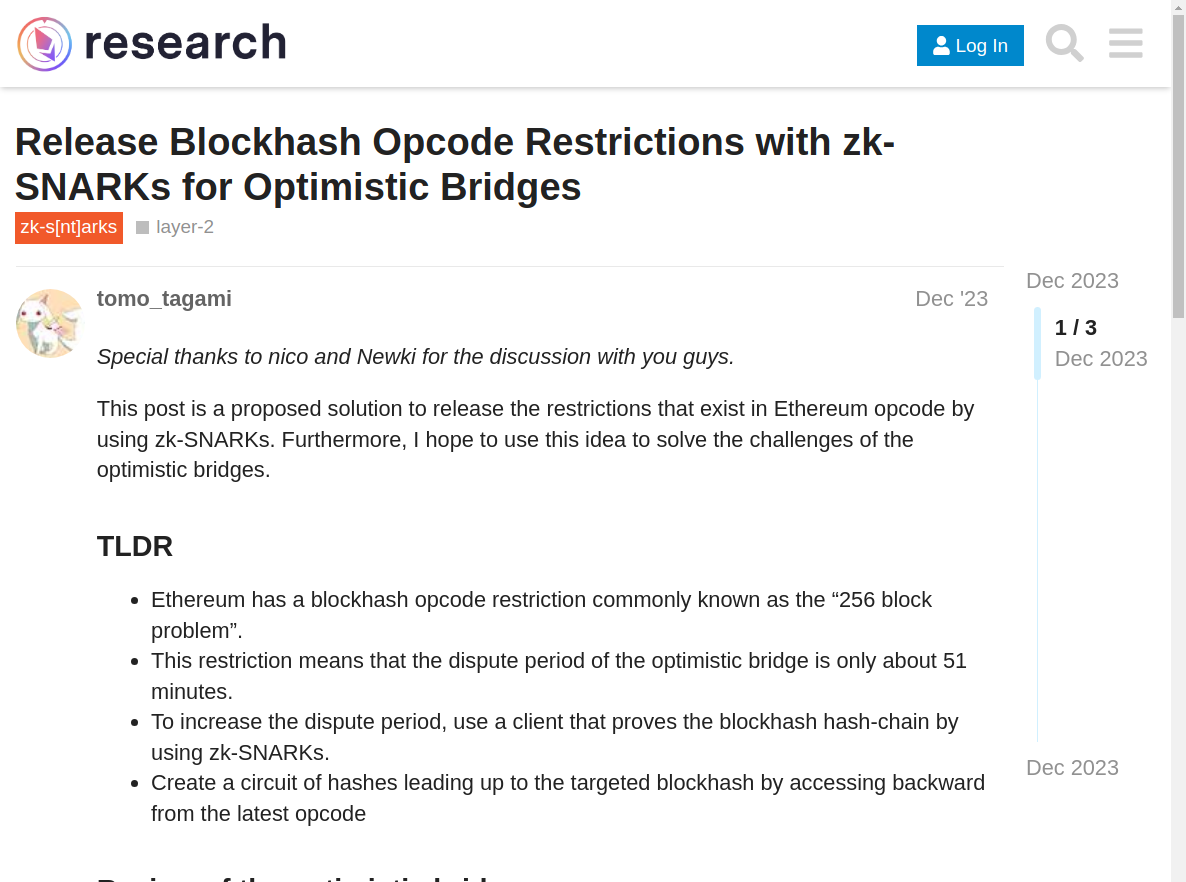 research
Log In
Release Blockhash Opcode Restrictions with zk-
SNARKs for Optimistic Bridges
zk-s[nt]arks
layer-2
tomo_tagami
Dec '23
Special thanks to nico and Newki for the discussion with you guys.
This post is a proposed solution to release the restrictions that exist in Ethereum opcode by
using zk-SNARKs. Furthermore, I hope to use this idea to solve the challenges of the
optimistic bridges.
TLDR
Ethereum has a blockhash opcode restriction commonly known as the “256 block
problem”.
This restriction means that the dispute period of the optimistic bridge is only about 51
minutes.
To increase the dispute period, use a client that proves the blockhash hash-chain by
using zk-SNARKs.
Create a circuit of hashes leading up to the targeted blockhash by accessing backward
from the latest opcode
Dec 2023
1 / 3
Dec 2023
Dec 2023